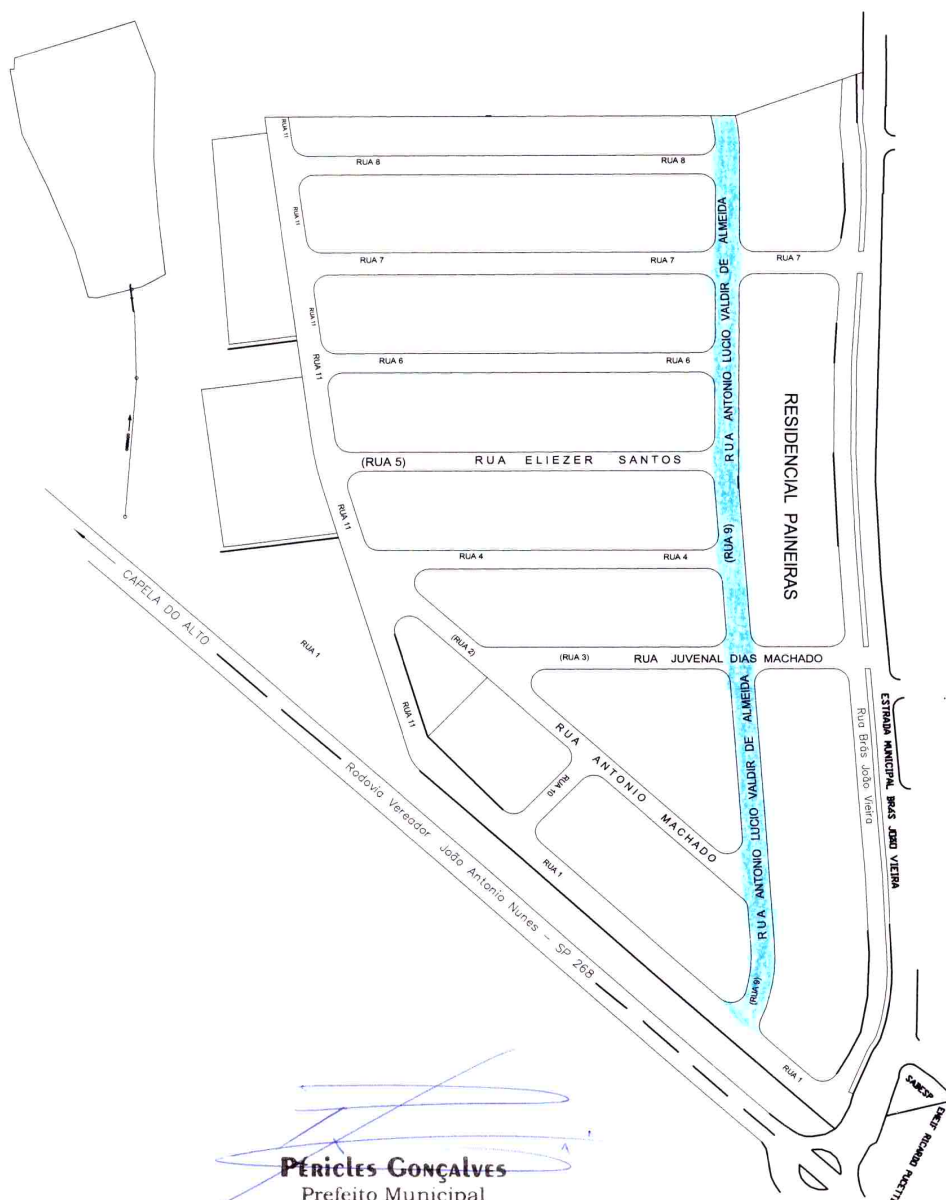 RUA 11
RUA 8
RUA 8
RUA 11
RUA 7
RUA 7
RUA 7
RUA ANTONIO LUCIO VALDIR DE ALMEIDA
RUA 11
RUA 11
RUA 6
RUA 6
RESIDENCIAL PAINEIRAS
(RUA 5)
RUA ELIEZER SANTOS
RUA 11
(RUA 9)
RUA 4
RUA 4
CAPELA DO ALTO
RUA 1
(RUA 2)
(RUA 3)
RUA JUVENAL DIAS MACHADO
RUA 11
RUA ANTONIO MACHADO
RUA 10
RUA ANTONIO LUCIO VALDIR DE ALMEIDA
Rua Brás João Vieira
ESTRADA MUNICIPAL BRÁS JOÃO VIEIRA
Rodovia Vereador João Antonio Nunes - SP 268
RUA 1
(RUA 9)
RUA 1
SABESP
EMEIF RICARDO
PÉRICLES GONÇALVES
Prefeito Municipal